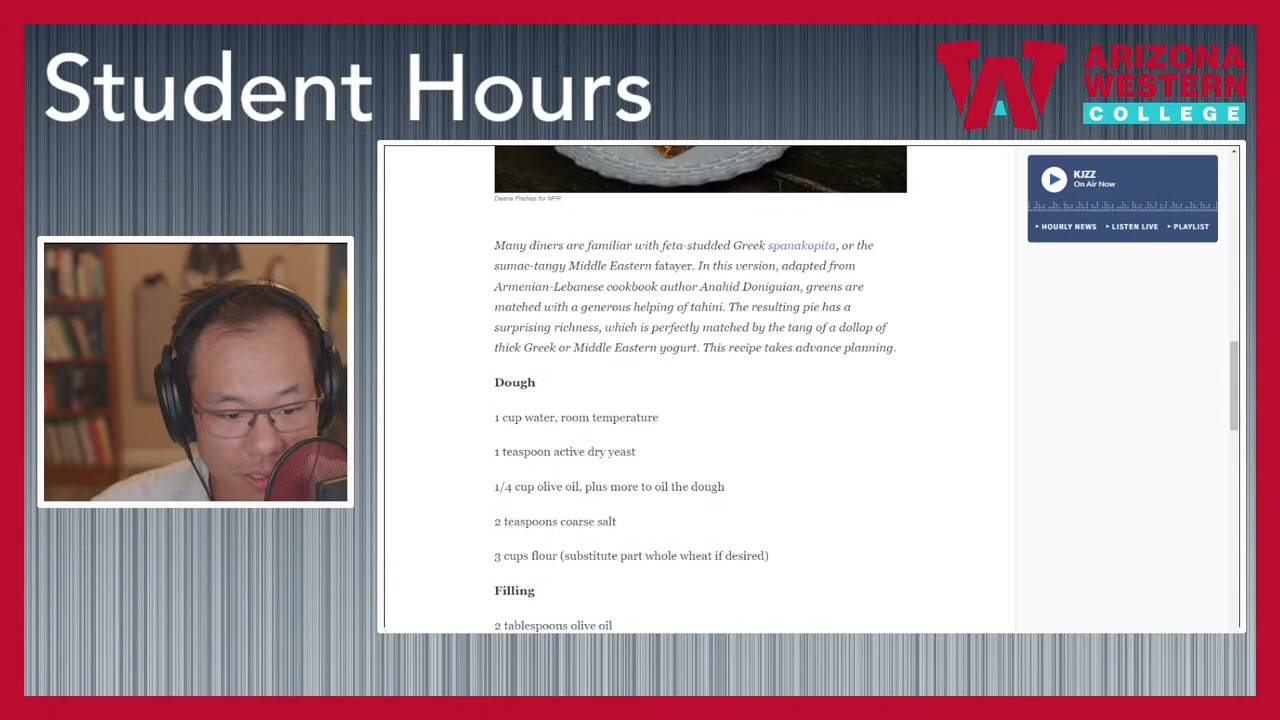 Student Hours
ARIZONA
WESTERN
COLLEGE
Deena Prichep for NPR
KJZZ
On Air Now
HOURLY NEWS
LISTEN LIVE
PLAYLIST
Many diners are familiar with feta-studded Greek spanakopita, or the
sumac-tangy Middle Eastern fatayer. In this version, adapted from
Armenian-Lebanese cookbook author Anahid Doniguian, greens are
matched with a generous helping of tahini. The resulting pie has a
surprising richness, which is perfectly matched by the tang of a dollop of
thick Greek or Middle Eastern yogurt. This recipe takes advance planning.
Dough
1 cup water, room temperature
1 teaspoon active dry yeast
1/4 cup olive oil, plus more to oil the dough
2 teaspoons coarse salt
3 cups flour (substitute part whole wheat if desired)
Filling
2 tablespoons olive oil